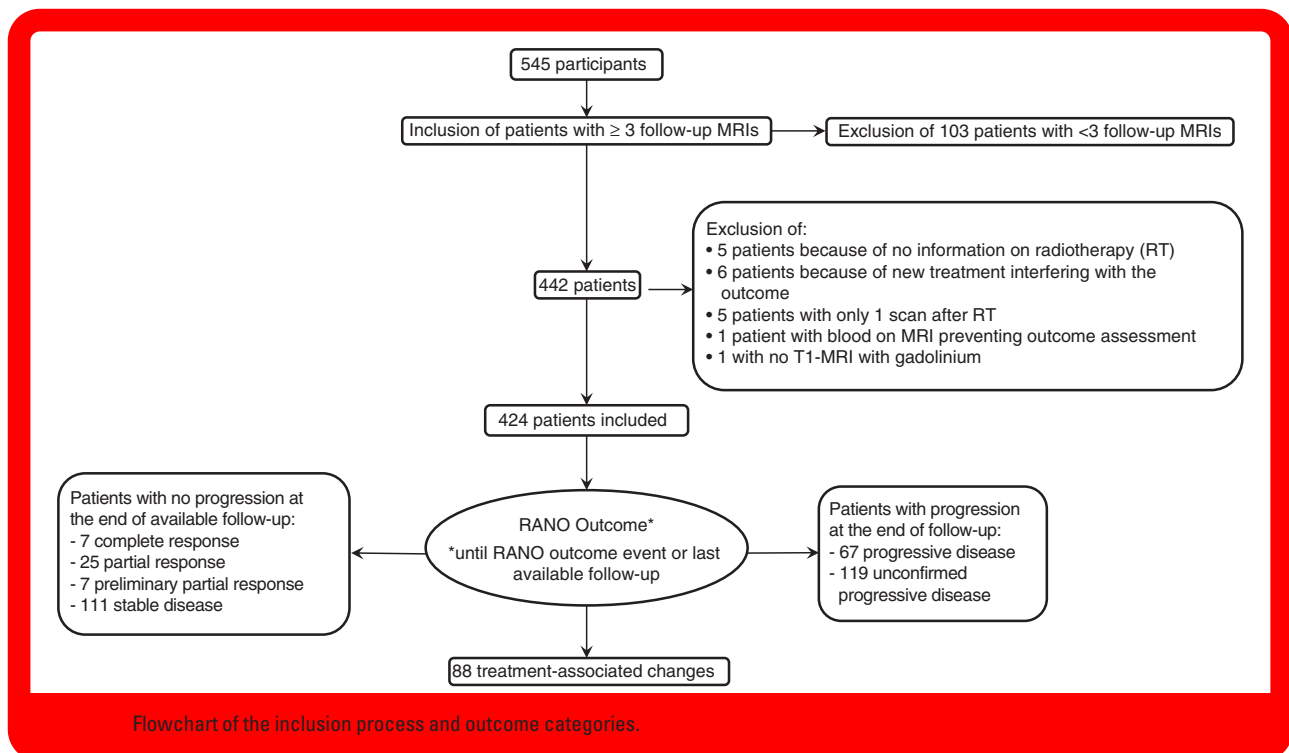 545 participants
Inclusion of patients with ≥ 3 follow-up MRIs
Exclusion of 103 patients with <3 follow-up MRIs
Exclusion of:
• 5 patients because of no information on radiotherapy (RT)
• 6 patients because of new treatment interfering with the
outcome
• 5 patients with only 1 scan after RT
• 1 patient with blood on MRI preventing outcome assessment
• 1 with no T1-MRI with gadolinium
442 patients
424 patients included
Patients with no progression at
the end of available follow-up:
- 7 complete response
- 25 partial response
- 7 preliminary partial response
- 111 stable disease
RANO Outcome*
*until RANO outcome event or last
available follow-up
Patients with progression
at the end of follow-up:
- 67 progressive disease
- 119 unconfirmed
progressive disease
88 treatment-associated changes
Flowchart of the inclusion process and outcome categories.